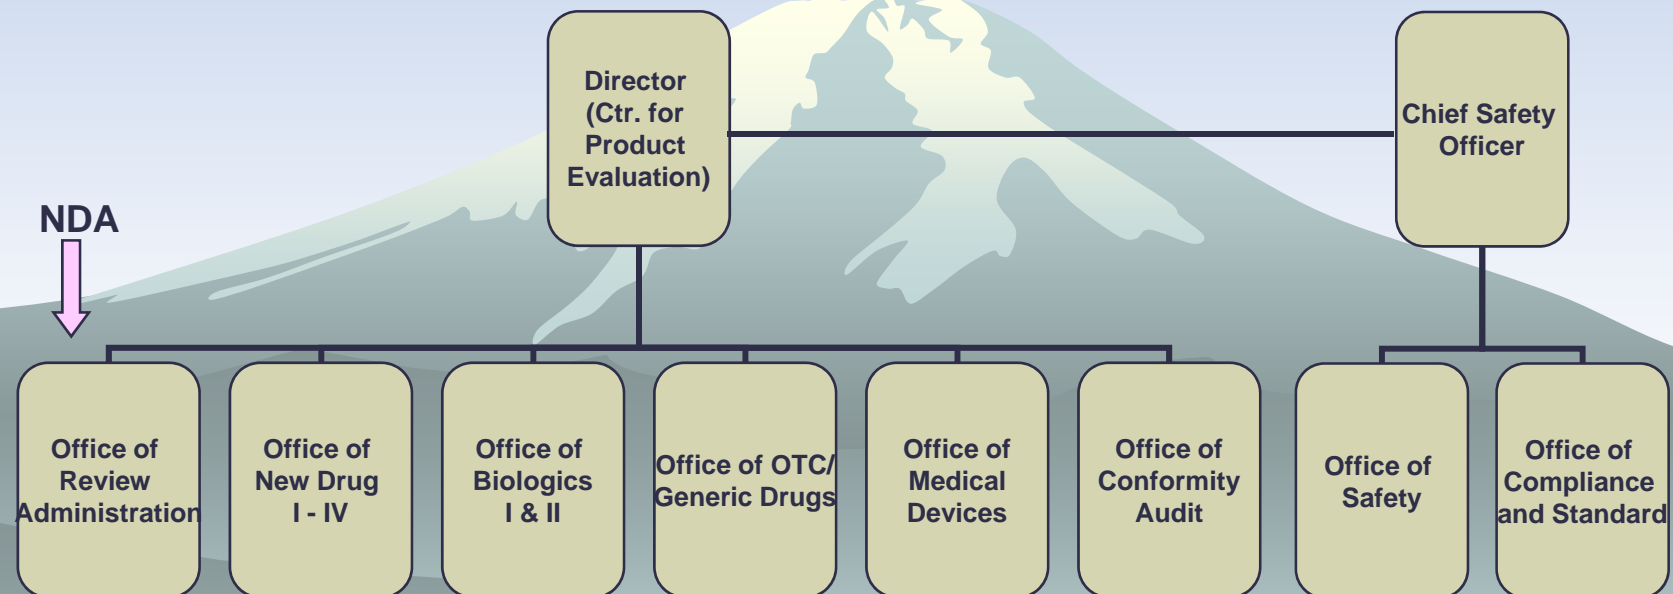 Director
(Ctr. for
Product
Evaluation)
Chief Safety
Officer
NDA
Office of
Review
Administration
Office of
New Drug
I - IV
Office of
Biologics
I & II
Office of OTC/
Generic Drugs
Office of
Medical
Devices
Office of
Conformity
Audit
Office of
Safety
Office of
Compliance
and Standard